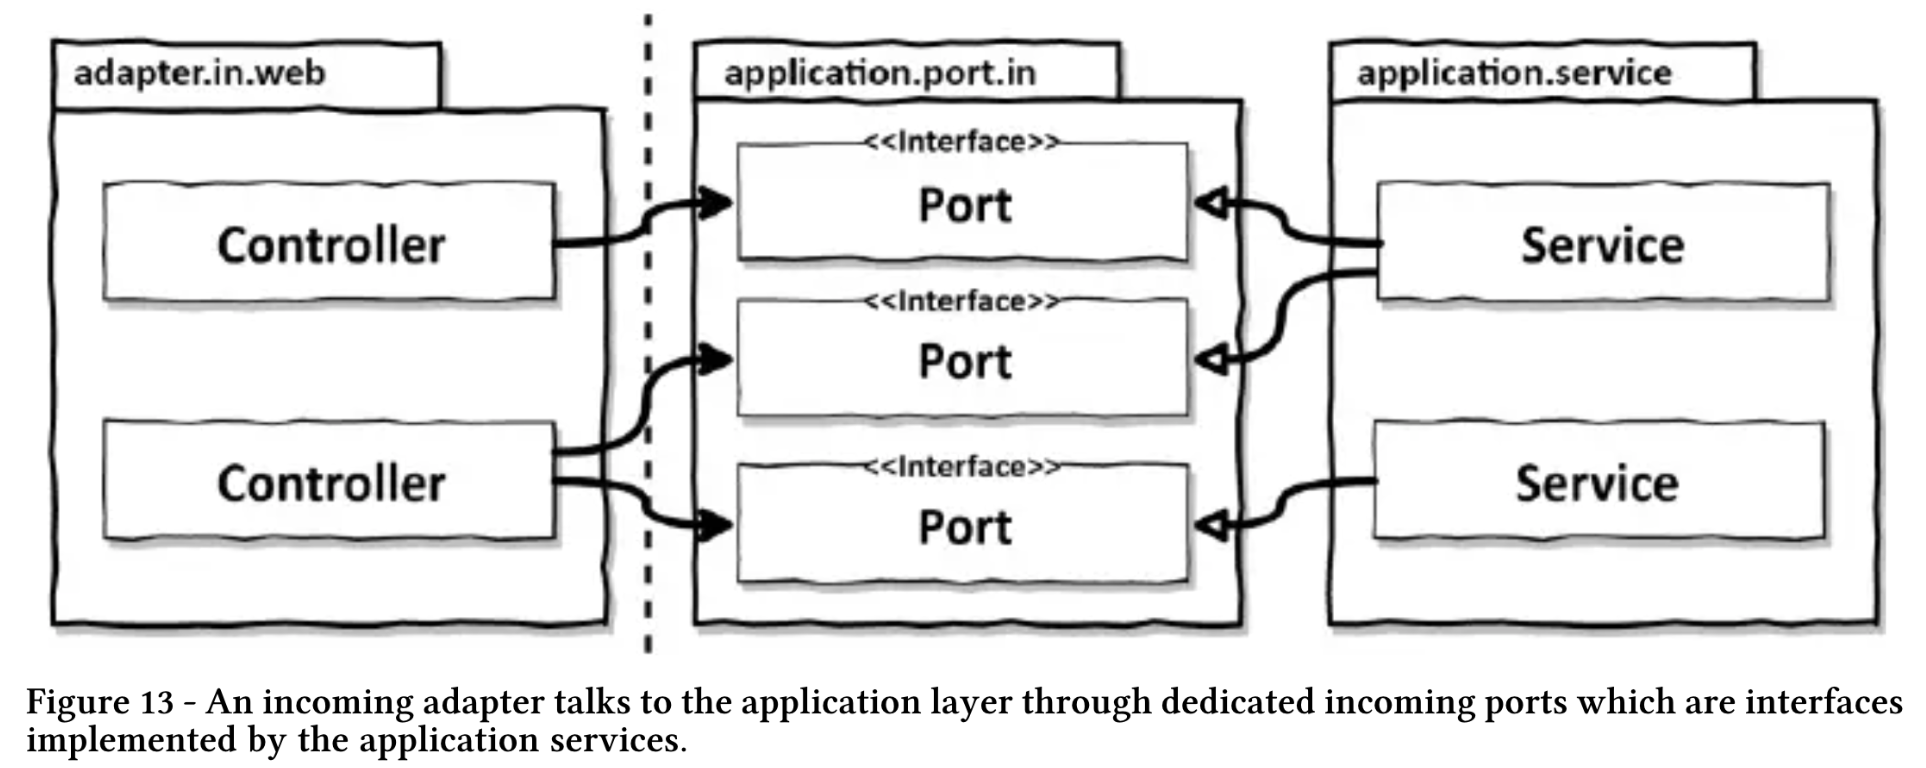 adapter.in.web
application.port.in
application.service
<<Interface>>
Port
Controller
Service
<<Interface>>
Port
<<Interface>>
Port
Controller
Service
Figure 13 - An incoming adapter talks to the application layer through dedicated incoming ports which are interfaces
implemented by the application services.